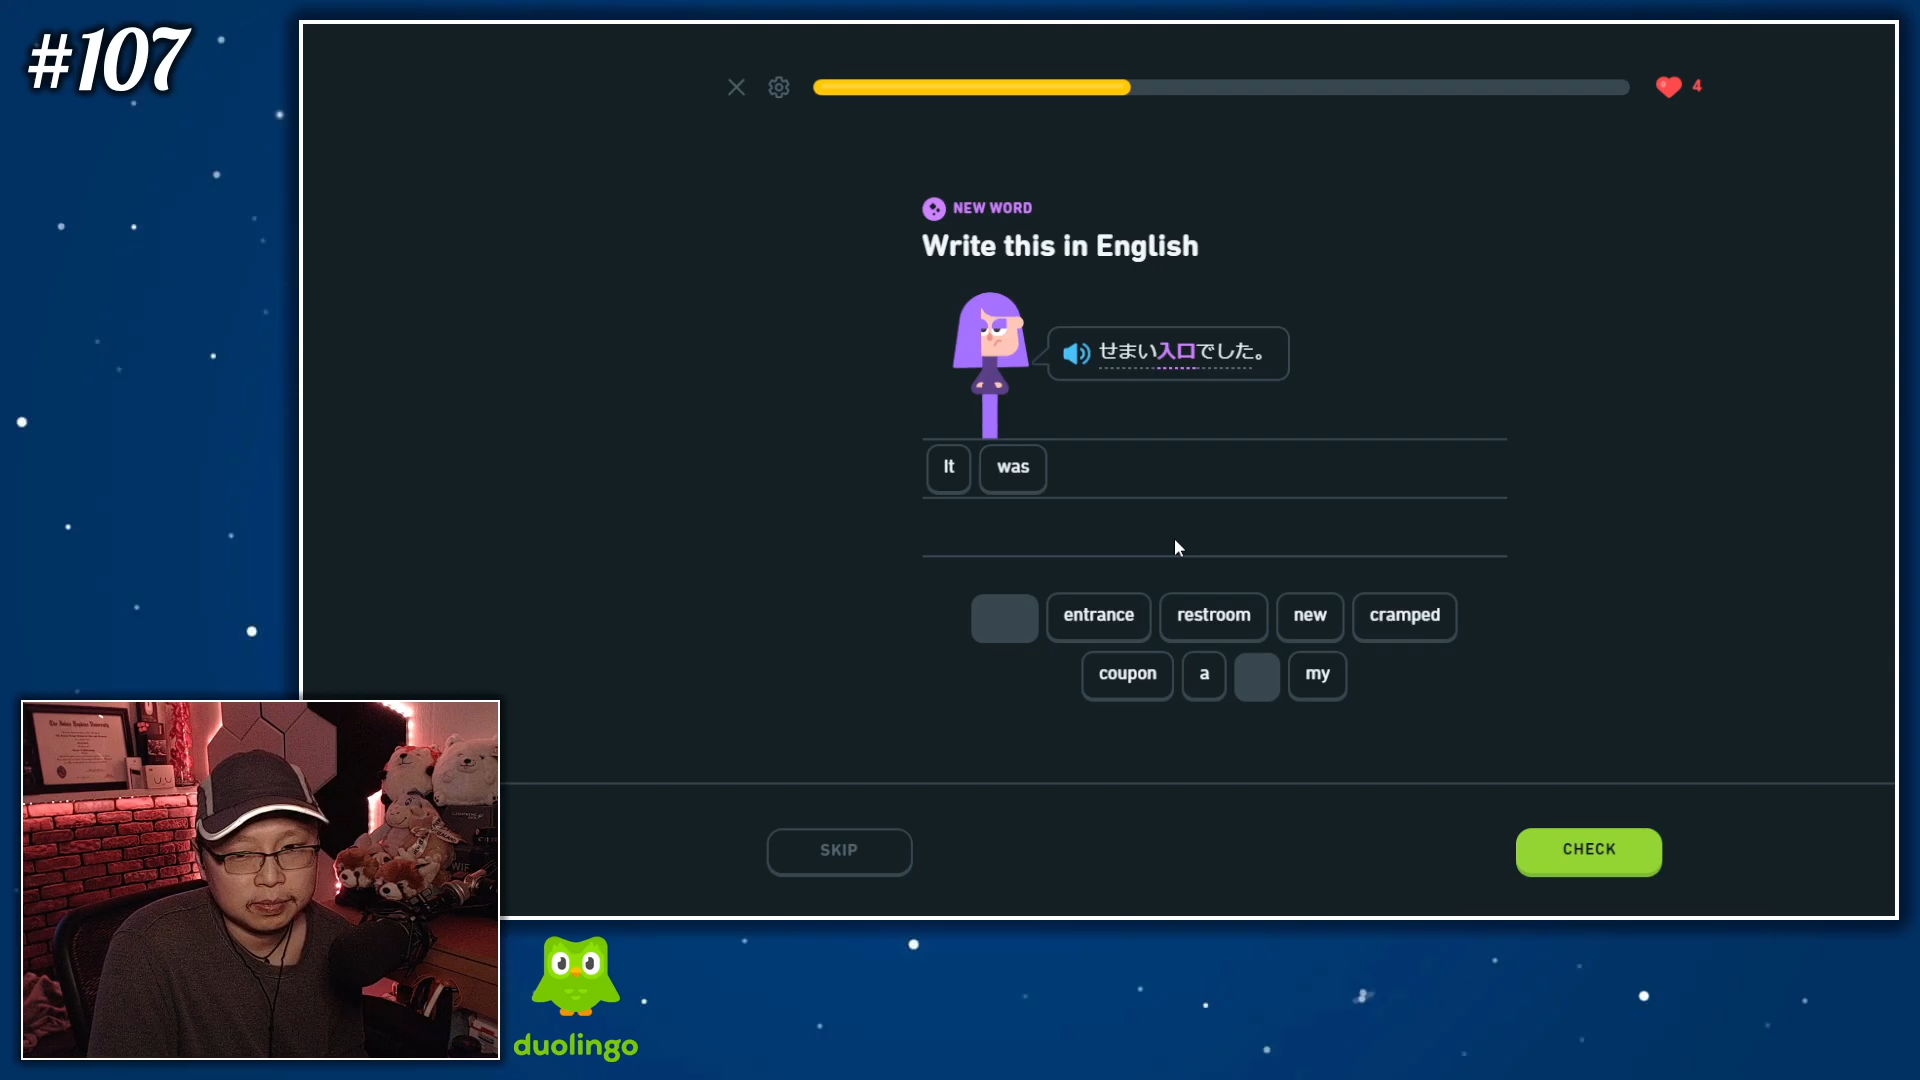 #107
4
NEW WORD
Write this in English
せまい入口でした。
It was
entrance restroom new cramped
coupon a my
SKIP
CHECK
duolingo